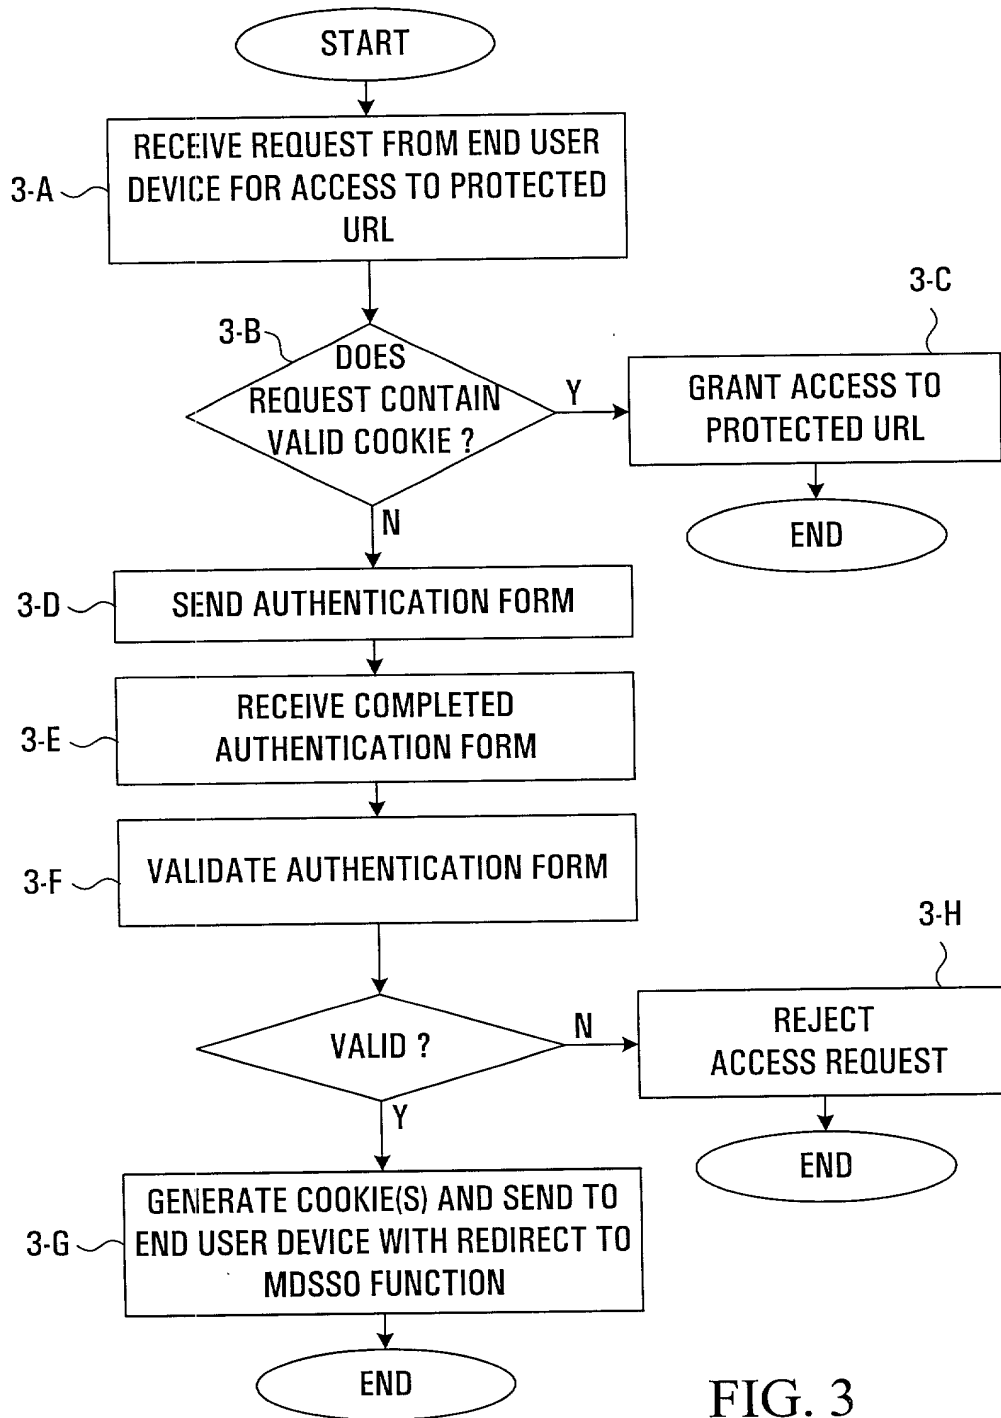 START
3-A
RECEIVE REQUEST FROM END USER
DEVICE FOR ACCESS TO PROTECTED
URL
3-B
DOES
REQUEST CONTAIN
VALID COOKIE ?
Y
3-C
GRANT ACCESS TO
PROTECTED URL
END
N
3-D
SEND AUTHENTICATION FORM
3-E
RECEIVE COMPLETED
AUTHENTICATION FORM
3-F
VALIDATE AUTHENTICATION FORM
VALID ?
N
3-H
REJECT
ACCESS REQUEST
END
Y
3-G
GENERATE COOKIE(S) AND SEND TO
END USER DEVICE WITH REDIRECT TO
MDSSO FUNCTION
END
FIG. 3